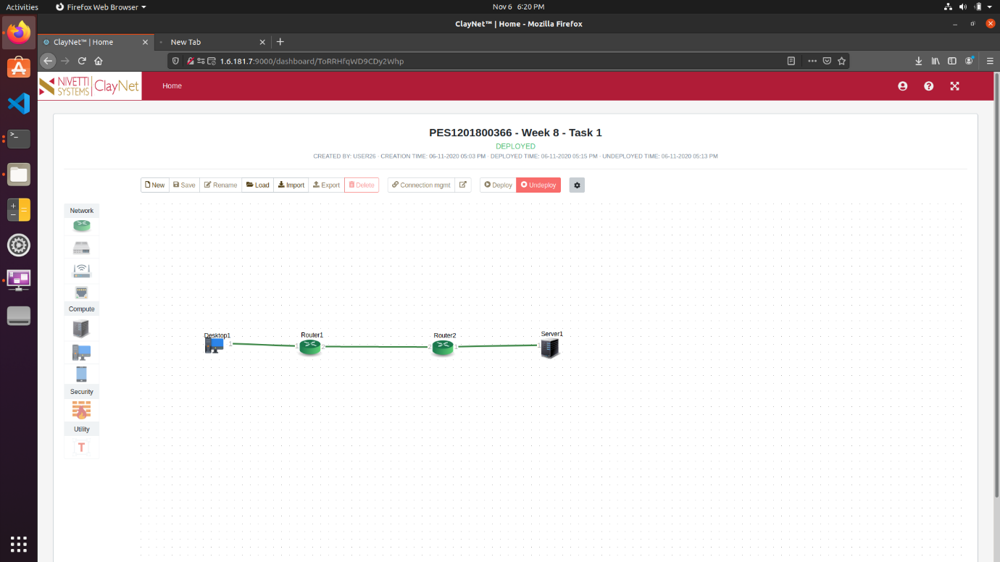 Activities
Firefox Web Browser
Nov 6 6:20 PM
ClayNet™ | Home - Mozilla Firefox
ClayNet™ | Home
New Tab
1.6.181.7:9000/dashboard/ToRRHfqWD9CDy2Whp
NIVETTI SYSTEMS | ClayNet
Home
PES1201800366 - Week 8 - Task 1
DEPLOYED
CREATED BY: USER26 · CREATION TIME: 06-11-2020 05:03 PM · DEPLOYED TIME: 06-11-2020 05:15 PM · UNDEPLOYED TIME: 06-11-2020 05:13 PM
New Save Rename Load Import Export Delete Connection mgmt Deploy Undeploy
Network
Compute
Security
Utility
T
Desktop1
1
1
Router1
2
2
Router2
1
1
Server1